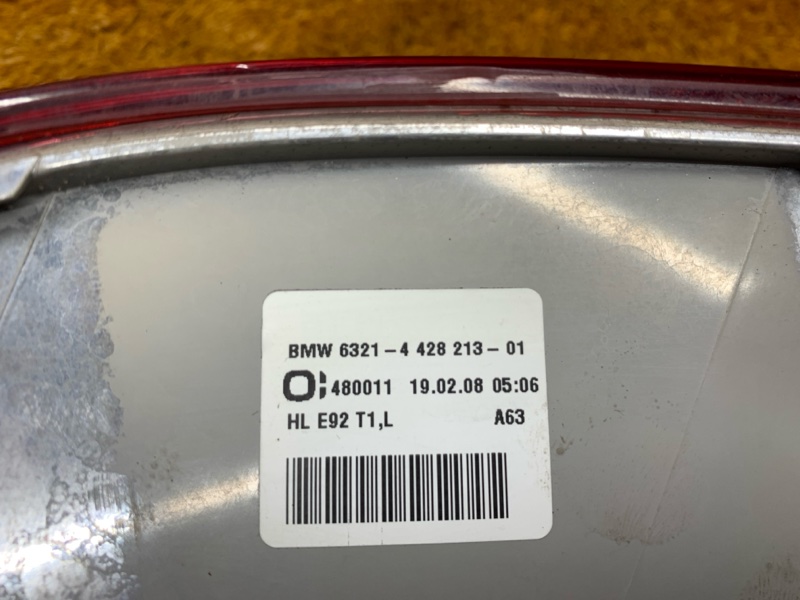 BMW 6321-4 428 213-01
480011 19.02.08 05:06
HL E92 T1,L A63